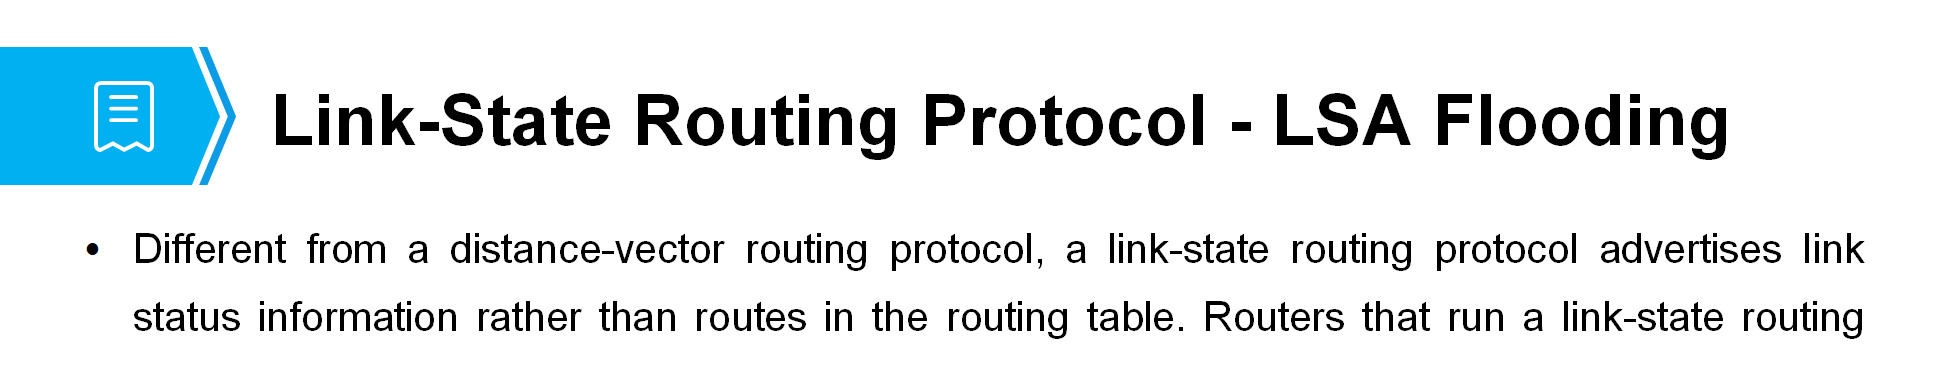 Link-State Routing Protocol - LSA Flooding
• Different from a distance-vector routing protocol, a link-state routing protocol advertises link
status information rather than routes in the routing table. Routers that run a link-state routing